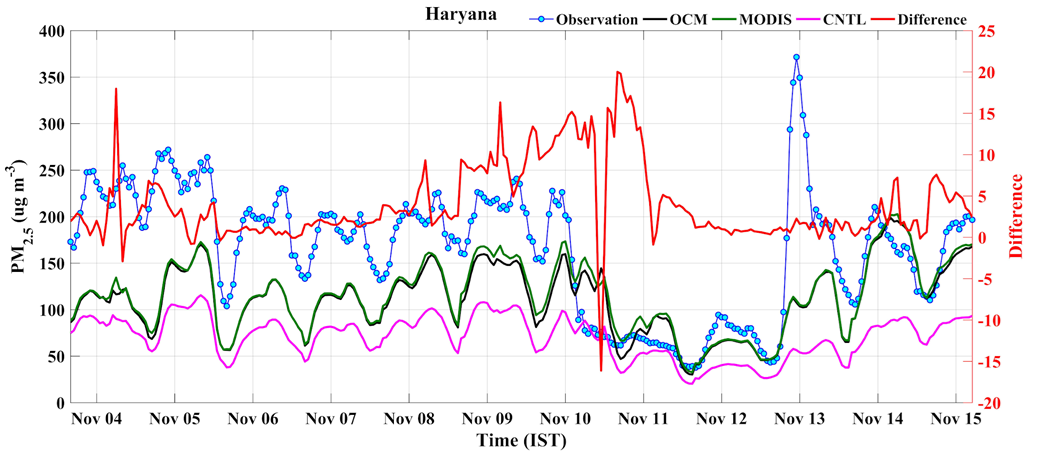 Haryana
Observation OCM MODIS CNTL Difference
400 25
350 20
300 15
250 10
200 5
150 0
100 -5
50 -10
0 -15
-20
PM2.5 (ug m-3)
Difference
Nov 04 Nov 05 Nov 06 Nov 07 Nov 08 Nov 09 Nov 10 Nov 11 Nov 12 Nov 13 Nov 14 Nov 15
Time (IST)